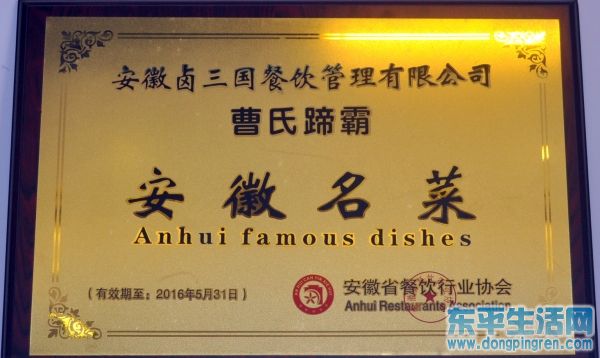 安徽卤三国餐饮管理有限公司
曹氏蹄霸
安徽名菜
Anhui famous dishes
（有效期至：2016年5月31日）
安徽省餐饮行业协会
Anhui Restaurants Association
东平生活网
www.dongpingren.com